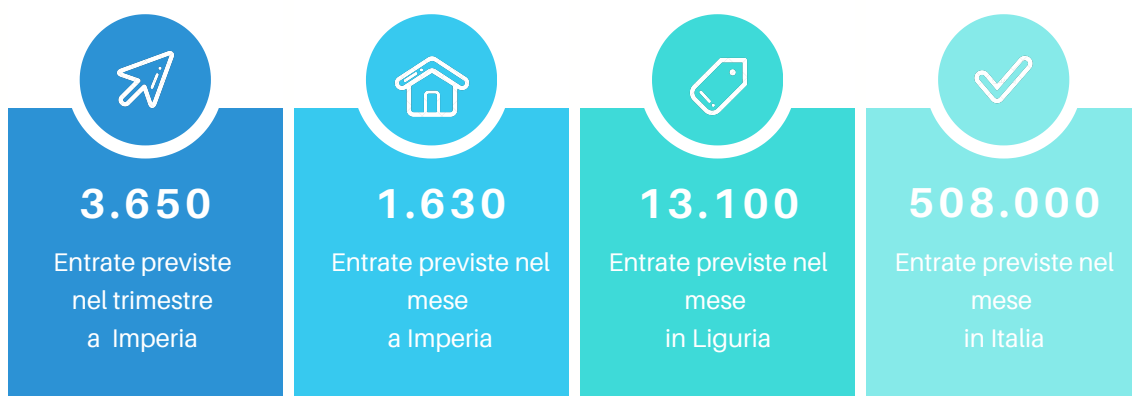 3.650
Entrate previste
nel trimestre
a Imperia
1.630
Entrate previste nel
mese
a Imperia
13.100
Entrate previste nel
mese
in Liguria
508.000
Entrate previste nel
mese
in Italia